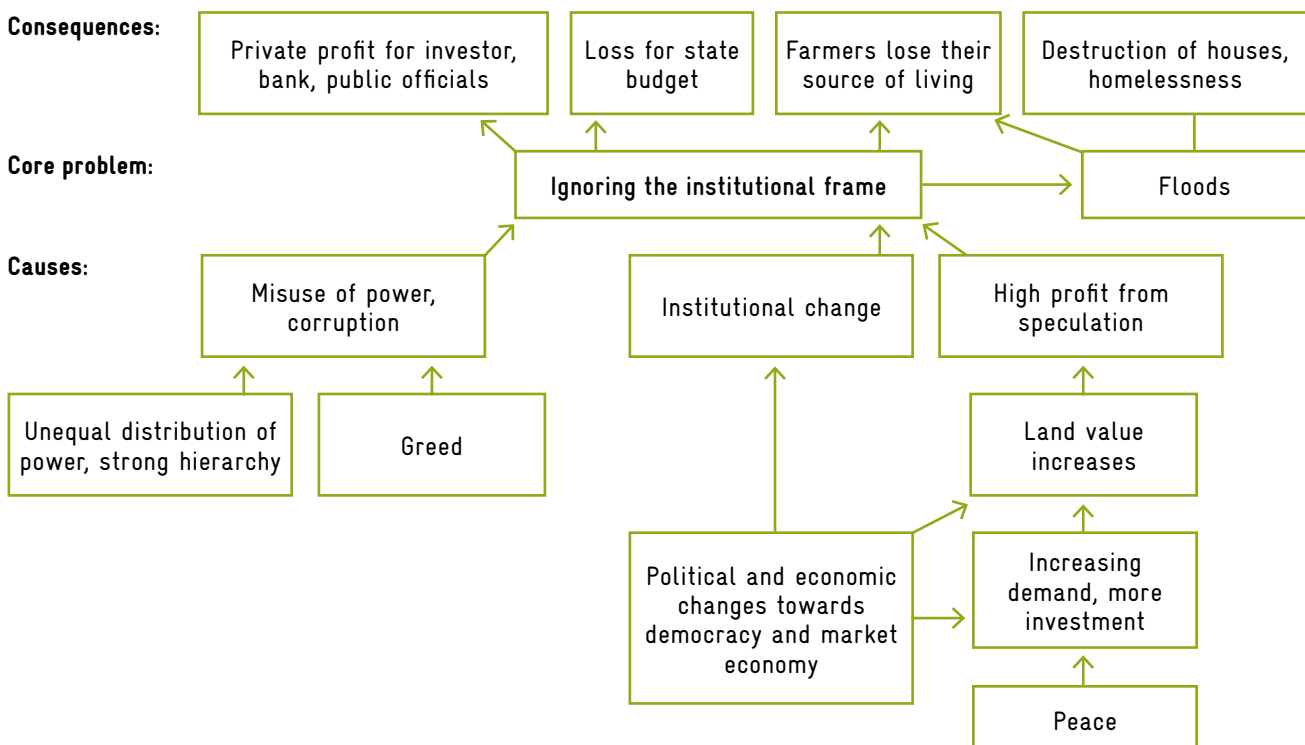 Consequences:
Private profit for investor,
bank, public officials
Loss for state
budget
Farmers lose their
source of living
Destruction of houses,
homelessness
Core problem:
Ignoring the institutional frame
Floods
Causes:
Misuse of power,
corruption
Institutional change
High profit from
speculation
Unequal distribution of
power, strong hierarchy
Greed
Land value
increases
Political and economic
changes towards
democracy and market
economy
Increasing
demand, more
investment
Peace